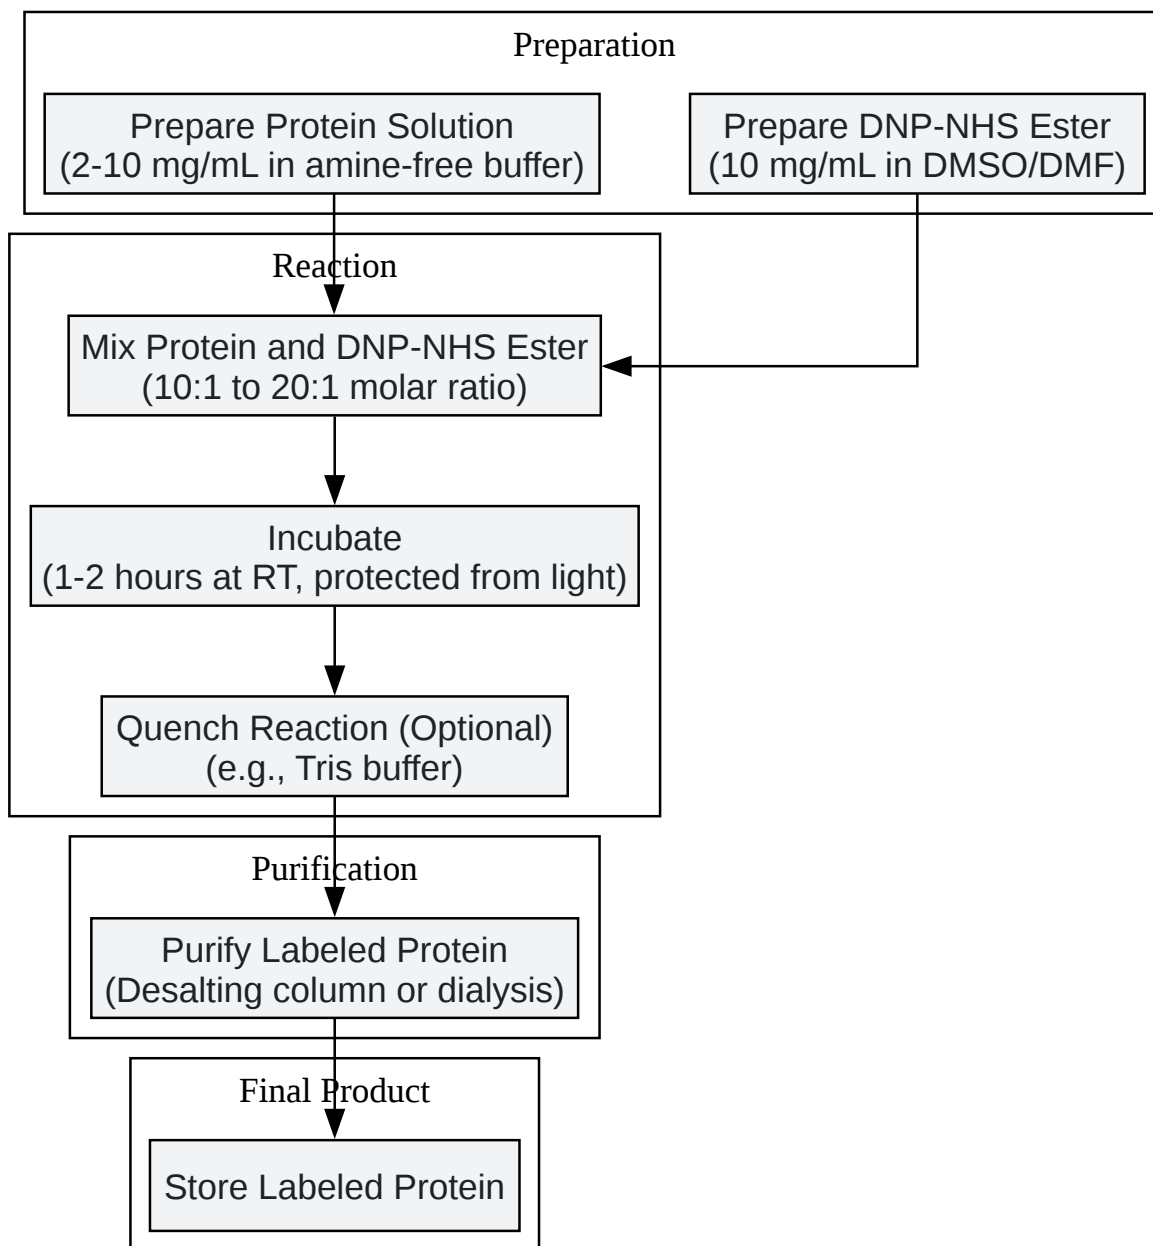 Preparation
Prepare Protein Solution
(2-10 mg/mL in amine-free buffer)
Prepare DNP-NHS Ester
(10 mg/mL in DMSO/DMF)
Reaction
Mix Protein and DNP-NHS Ester
(10:1 to 20:1 molar ratio)
Incubate
(1-2 hours at RT, protected from light)
Quench Reaction (Optional)
(e.g., Tris buffer)
Purification
Purify Labeled Protein
(Desalting column or dialysis)
Final Product
Store Labeled Protein